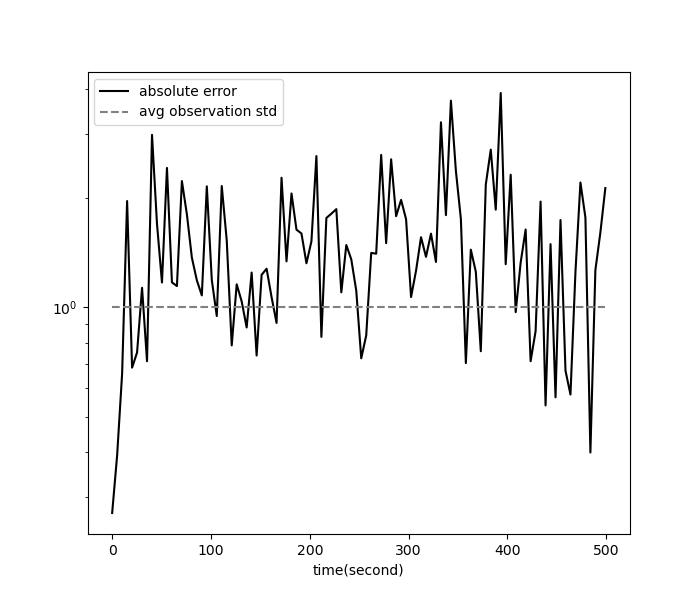 absolute error
avg observation std
10⁰
0 100 200 300 400 500
time(second)